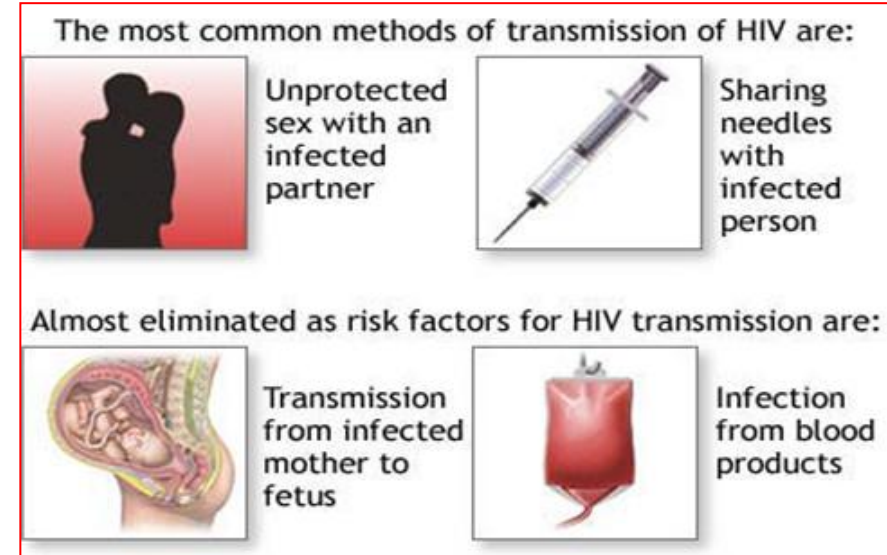 The most common methods of transmission of HIV are:
Unprotected
sex with an
infected
partner
Sharing
needles
with
infected
person
Almost eliminated as risk factors for HIV transmission are:
Transmission
from infected
mother to
fetus
Infection
from blood
products